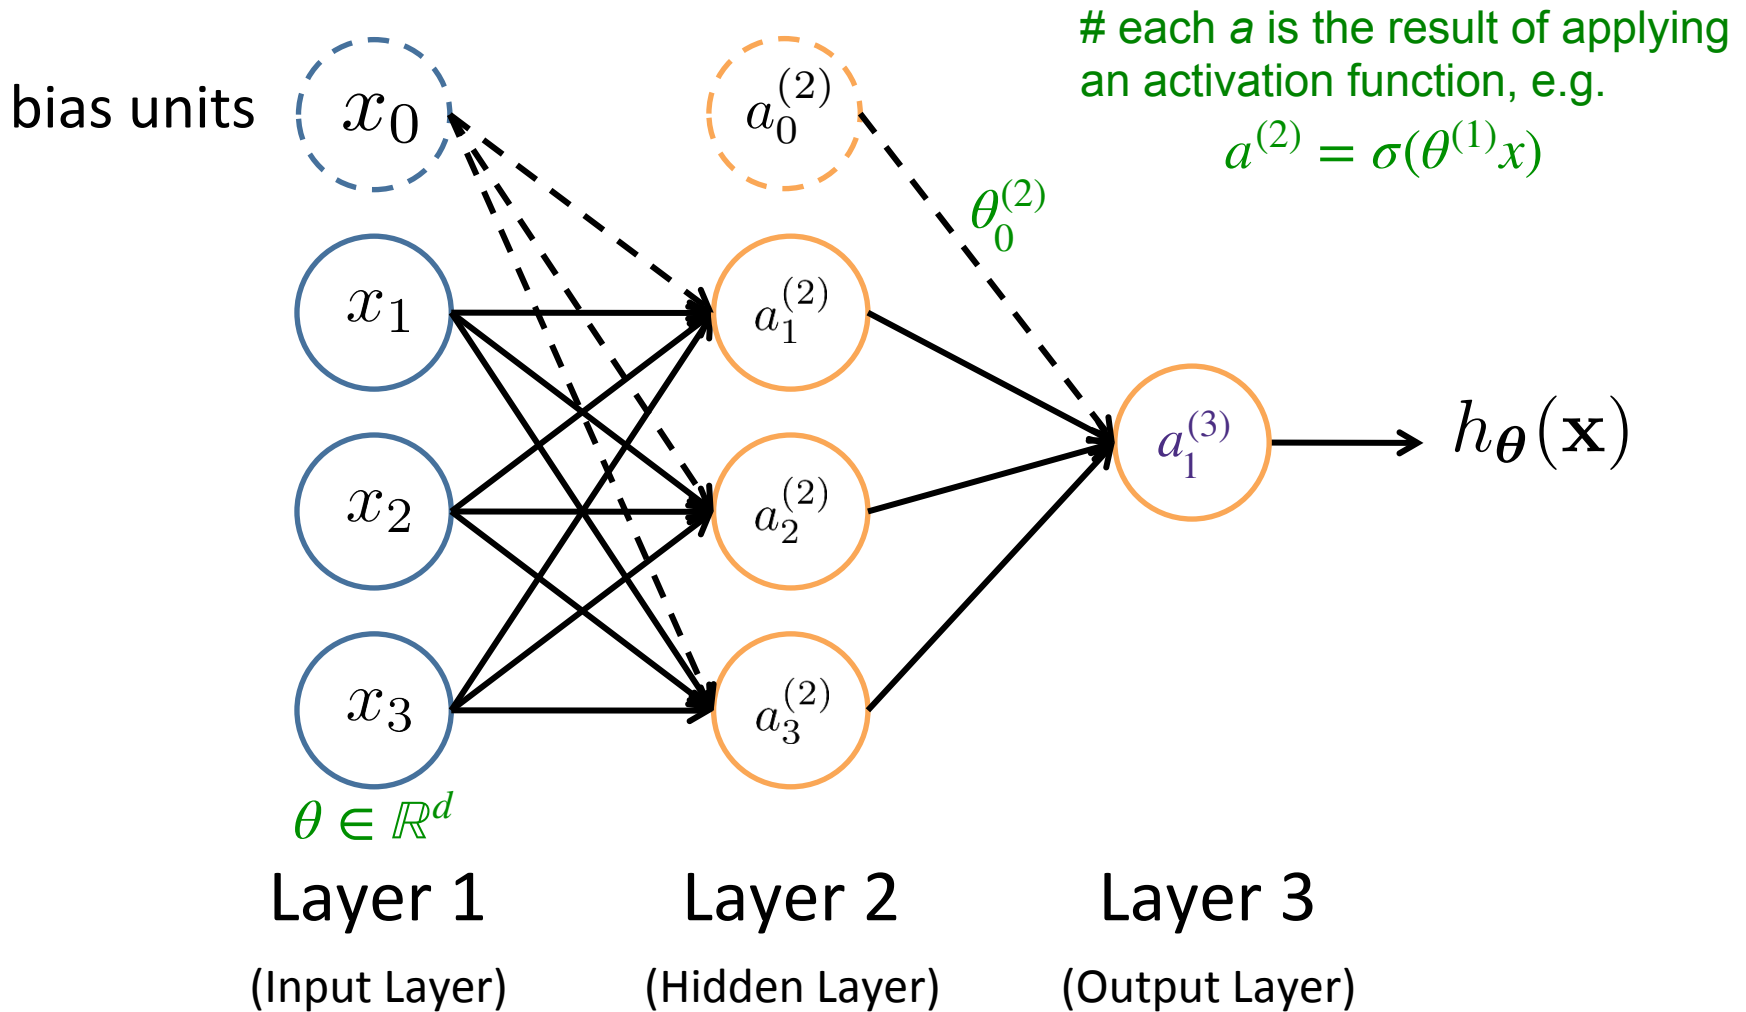 # each a is the result of applying
an activation function, e.g.
a^{(2)} = σ(θ^{(1)}x)
bias units
x_0
a_0^{(2)}
θ_0^{(2)}
x_1
a_1^{(2)}
x_2
a_2^{(2)}
a_1^{(3)}
h_θ(x)
x_3
a_3^{(2)}
θ ∈ ℝ^d
Layer 1
Layer 2
Layer 3
(Input Layer)
(Hidden Layer)
(Output Layer)